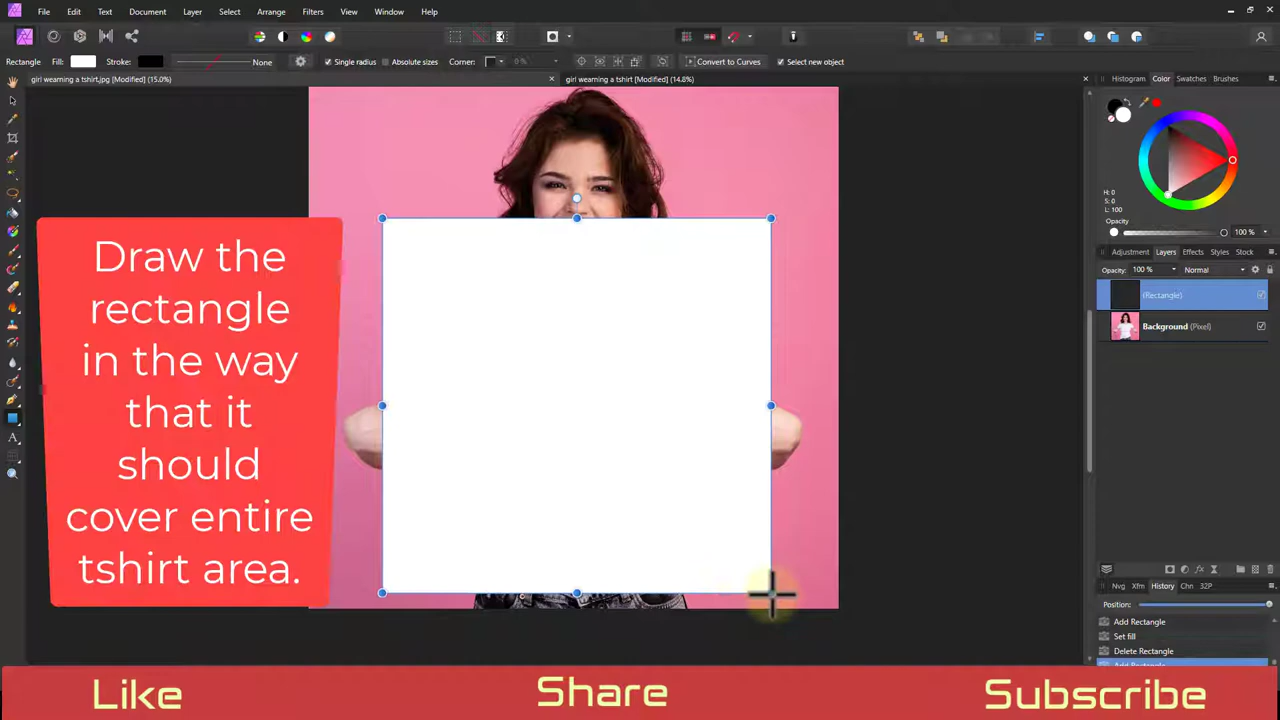 File Edit Text Document Layer Select Arrange Filters View Window Help
Rectangle Fill: Stroke: None Single radius Absolute sizes Corner: 0 % Convert to Curves Select new object
girl wearning a tshirt.jpg [Modified] (15.0%) × girl wearning a tshirt [Modified] (14.8%) ×
Histogram Color Swatches Brushes
H: 0
S: 0
L: 100
Opacity
100 %
Adjustment Layers Effects Styles Stock
Opacity: 100 % Normal
(Rectangle)
Background (Pixel)
Nvg Xfm History Chn 32P
Position:
Add Rectangle
Set fill
Delete Rectangle
Add Rectangle
Draw the
rectangle
in the way
that it
should
cover entire
tshirt area.
Like Share Subscribe